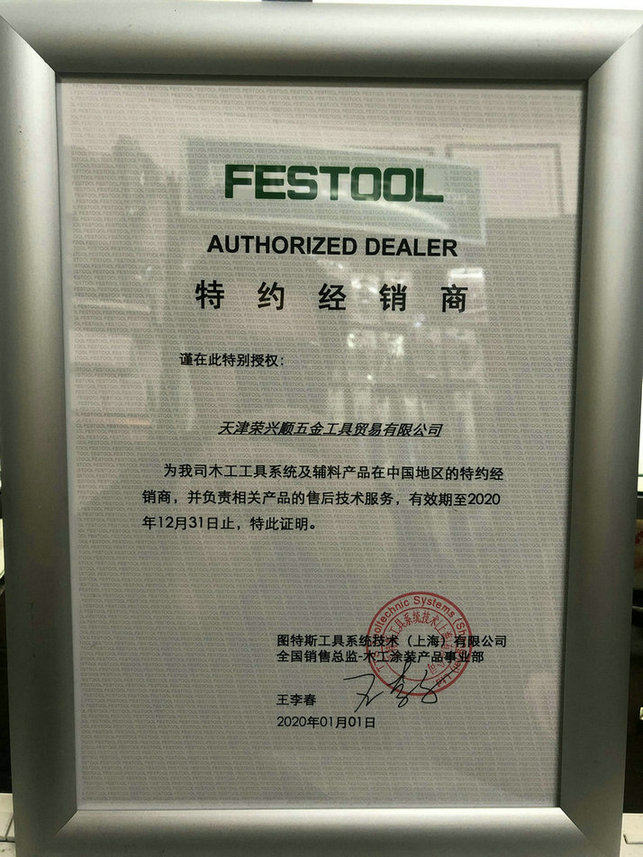 FESTOOL
AUTHORIZED DEALER
特约经销商
谨在此特别授权：
天津荣兴顺五金工具贸易有限公司
为我司木工工具系统及辅料产品在中国地区的特约经
销商，并负责相关产品的售后技术服务，有效期至2020
年12月31日止，特此证明。
图特斯工具系统技术（上海）有限公司
全国销售总监-木工涂装产品事业部
王李春
2020年01月01日